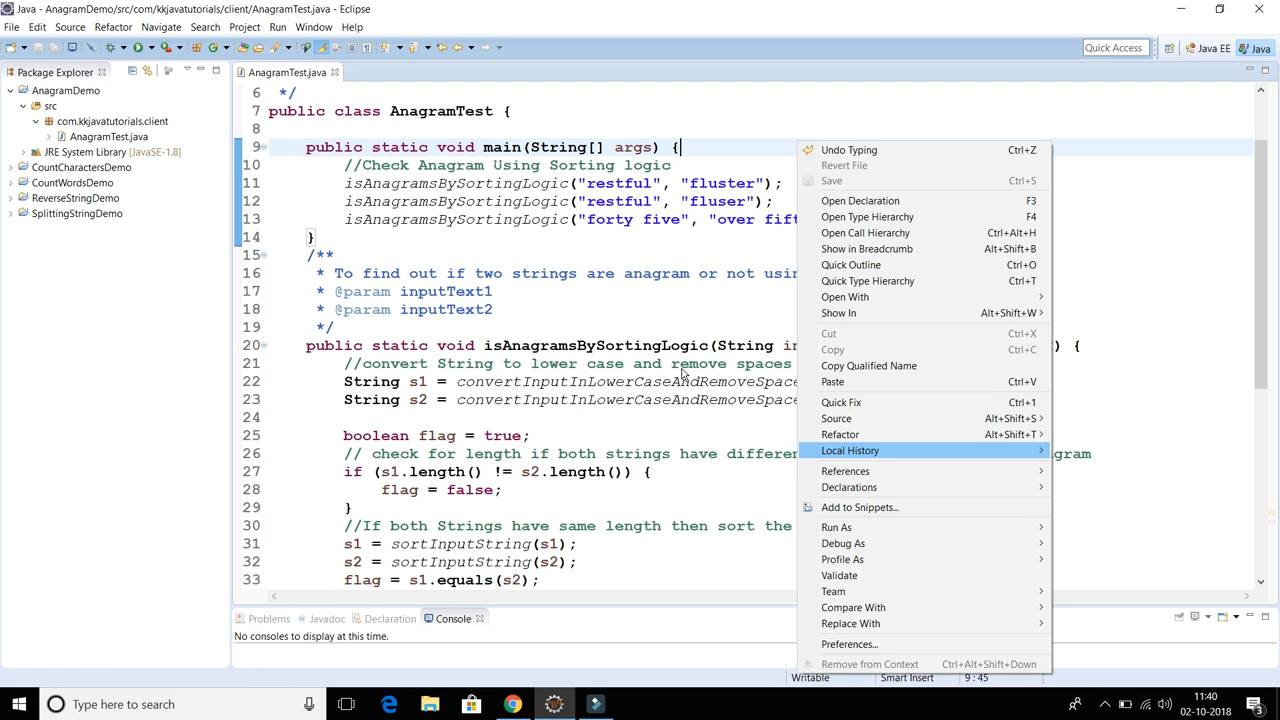 Java - AnagramDemo/src/com/kkjavatutorials/client/AnagramTest.java - Eclipse
File Edit Source Refactor Navigate Search Project Run Window Help
Quick Access
Java EE
Java
Package Explorer
AnagramDemo
src
com.kkjavatutorials.client
AnagramTest.java
JRE System Library [JavaSE-1.8]
CountCharactersDemo
CountWordsDemo
ReverseStringDemo
SplittingStringDemo
AnagramTest.java
6 */
7 public class AnagramTest {
8
9 public static void main(String[] args) {
10 //Check Anagram Using Sorting logic
11 isAnagramsBySortingLogic("restful", "fluster");
12 isAnagramsBySortingLogic("restful", "fluser");
13 isAnagramsBySortingLogic("forty five", "over fift
14 }
15 /**
16 * To find out if two strings are anagram or not usin
17 * @param inputText1
18 * @param inputText2
19 */
20 public static void isAnagramsBySortingLogic(String in ) {
21 //convert String to lower case and remove spaces
22 String s1 = convertInputInLowerCaseAndRemoveSpace
23 String s2 = convertInputInLowerCaseAndRemoveSpace
24
25 boolean flag = true;
26 // check for length if both strings have differen agram
27 if (s1.length() != s2.length()) {
28 flag = false;
29 }
30 //If both Strings have same length then sort the
31 s1 = sortInputString(s1);
32 s2 = sortInputString(s2);
33 flag = s1.equals(s2);
Undo Typing Ctrl+Z
Revert File
Save Ctrl+S
Open Declaration F3
Open Type Hierarchy F4
Open Call Hierarchy Ctrl+Alt+H
Show in Breadcrumb Alt+Shift+B
Quick Outline Ctrl+O
Quick Type Hierarchy Ctrl+T
Open With
Show In Alt+Shift+W
Cut Ctrl+X
Copy Ctrl+C
Copy Qualified Name
Paste Ctrl+V
Quick Fix Ctrl+1
Source Alt+Shift+S
Refactor Alt+Shift+T
Local History
References
Declarations
Add to Snippets...
Run As
Debug As
Profile As
Validate
Team
Compare With
Replace With
Preferences...
Remove from Context Ctrl+Alt+Shift+Down
Problems Javadoc Declaration Console
No consoles to display at this time.
Writable Smart Insert 9:45
Type here to search
11:40
02-10-2018
3